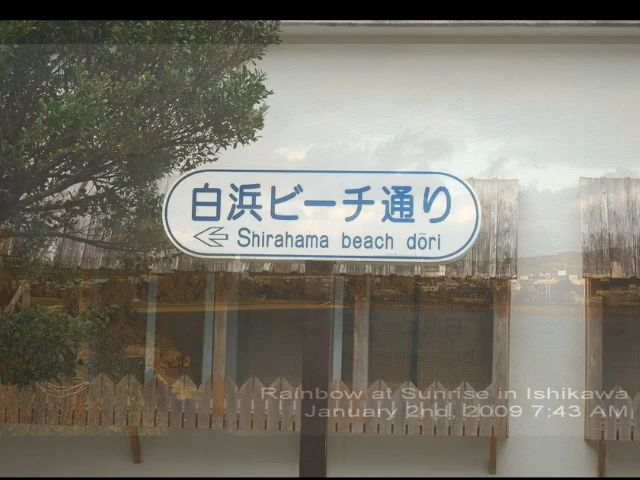 白浜ビーチ通り
Shirahama beach dōri
Rainbow at Sunrise in Ishikawa
January 2nd, 2009 7:43 AM